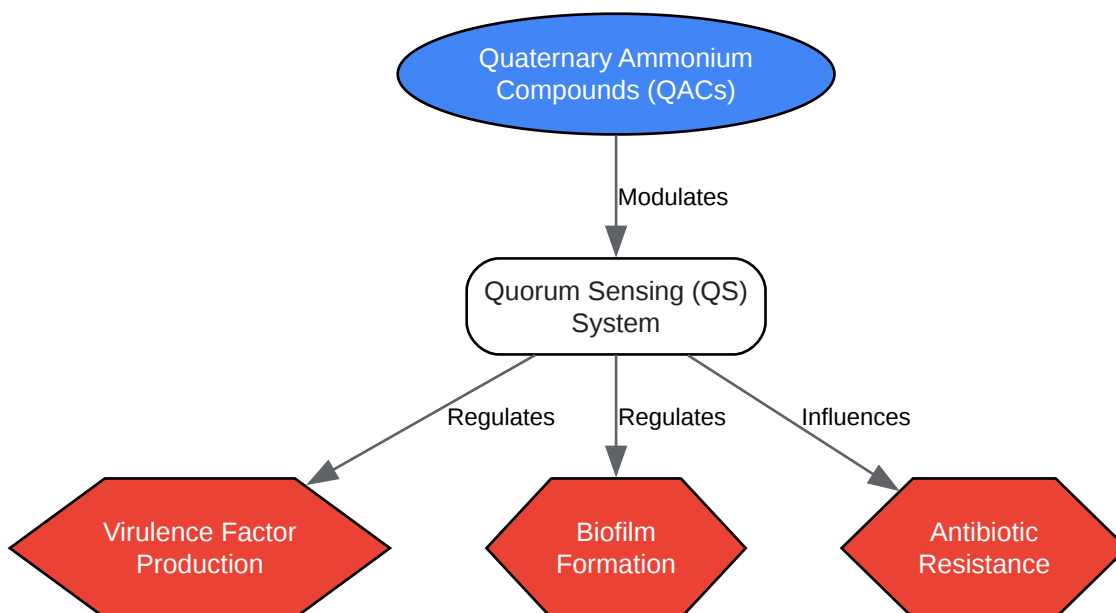 Quaternary Ammonium
Compounds (QACs)
Modulates
Quorum Sensing (QS)
System
Regulates
Regulates
Influences
Virulence Factor
Production
Biofilm
Formation
Antibiotic
Resistance